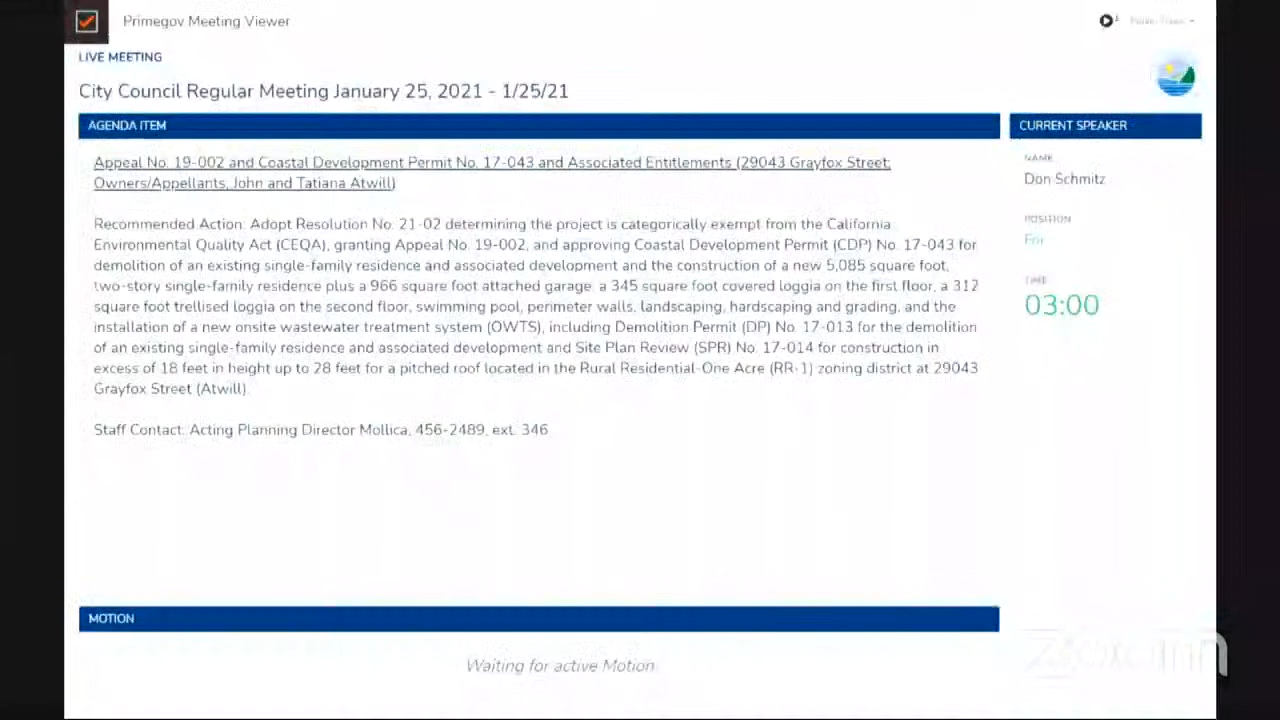 Primegov Meeting Viewer
LIVE MEETING
City Council Regular Meeting January 25, 2021 - 1/25/21
AGENDA ITEM
Appeal No. 19-002 and Coastal Development Permit No. 17-043 and Associated Entitlements (29043 Grayfox Street;
Owners/Appellants, John and Tatiana Atwill)
Recommended Action: Adopt Resolution No. 21-02 determining the project is categorically exempt from the California
Environmental Quality Act (CEQA), granting Appeal No. 19-002, and approving Coastal Development Permit (CDP) No. 17-043 for
demolition of an existing single-family residence and associated development and the construction of a new 5,085 square foot,
two-story single-family residence plus a 966 square foot attached garage, a 345 square foot covered loggia on the first floor, a 312
square foot trellised loggia on the second floor, swimming pool, perimeter walls, landscaping, hardscaping and grading, and the
installation of a new onsite wastewater treatment system (OWTS), including Demolition Permit (DP) No. 17-013 for the demolition
of an existing single-family residence and associated development and Site Plan Review (SPR) No. 17-014 for construction in
excess of 18 feet in height up to 28 feet for a pitched roof located in the Rural Residential-One Acre (RR-1) zoning district at 29043
Grayfox Street (Atwill)
Staff Contact: Acting Planning Director Mollica, 456-2489, ext. 346
CURRENT SPEAKER
NAME
Don Schmitz
POSITION
For
TIME
03:00
MOTION
Waiting for active Motion
zoom